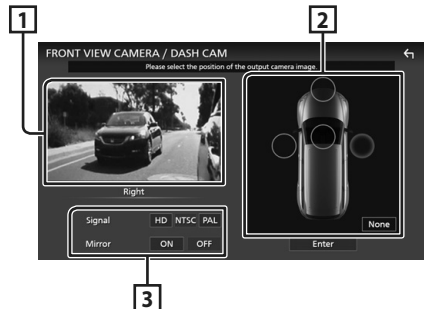 1
2
FRONT VIEW CAMERA / DASH CAM
Please select the position of the output camera image.
Right
Signal HD NTSC PAL
None
Mirror ON OFF
Enter
3